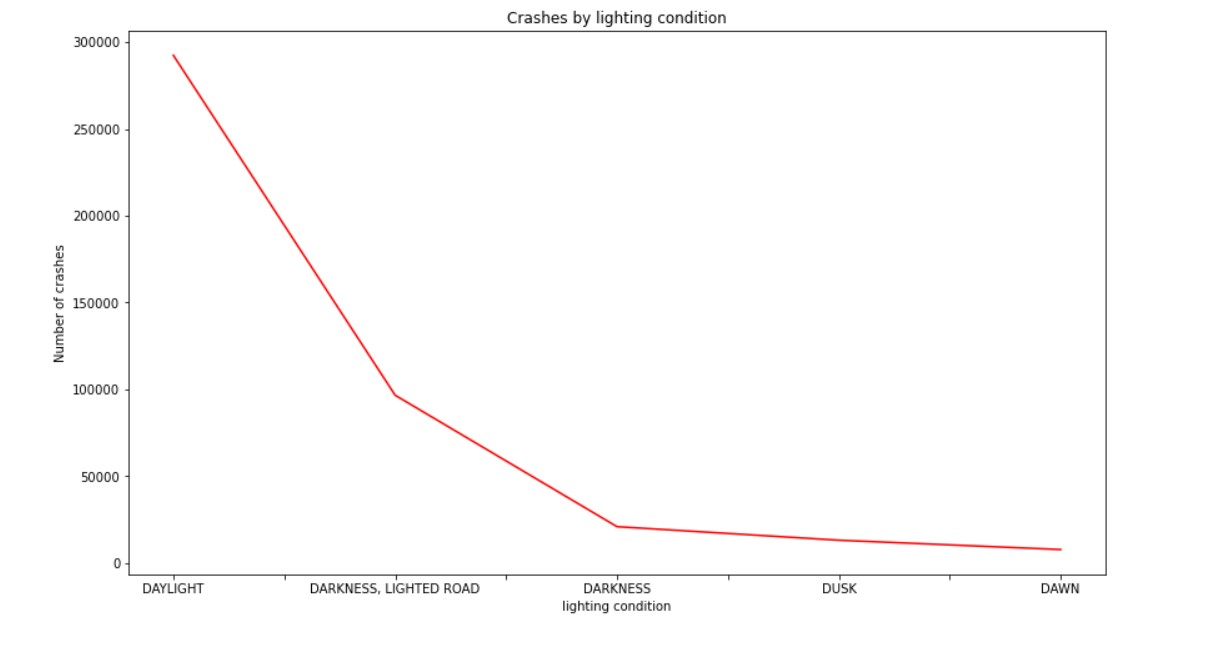 Crashes by lighting condition
300000
250000
200000
150000
100000
50000
0
Number of crashes
DAYLIGHT DARKNESS, LIGHTED ROAD DARKNESS DUSK DAWN
lighting condition